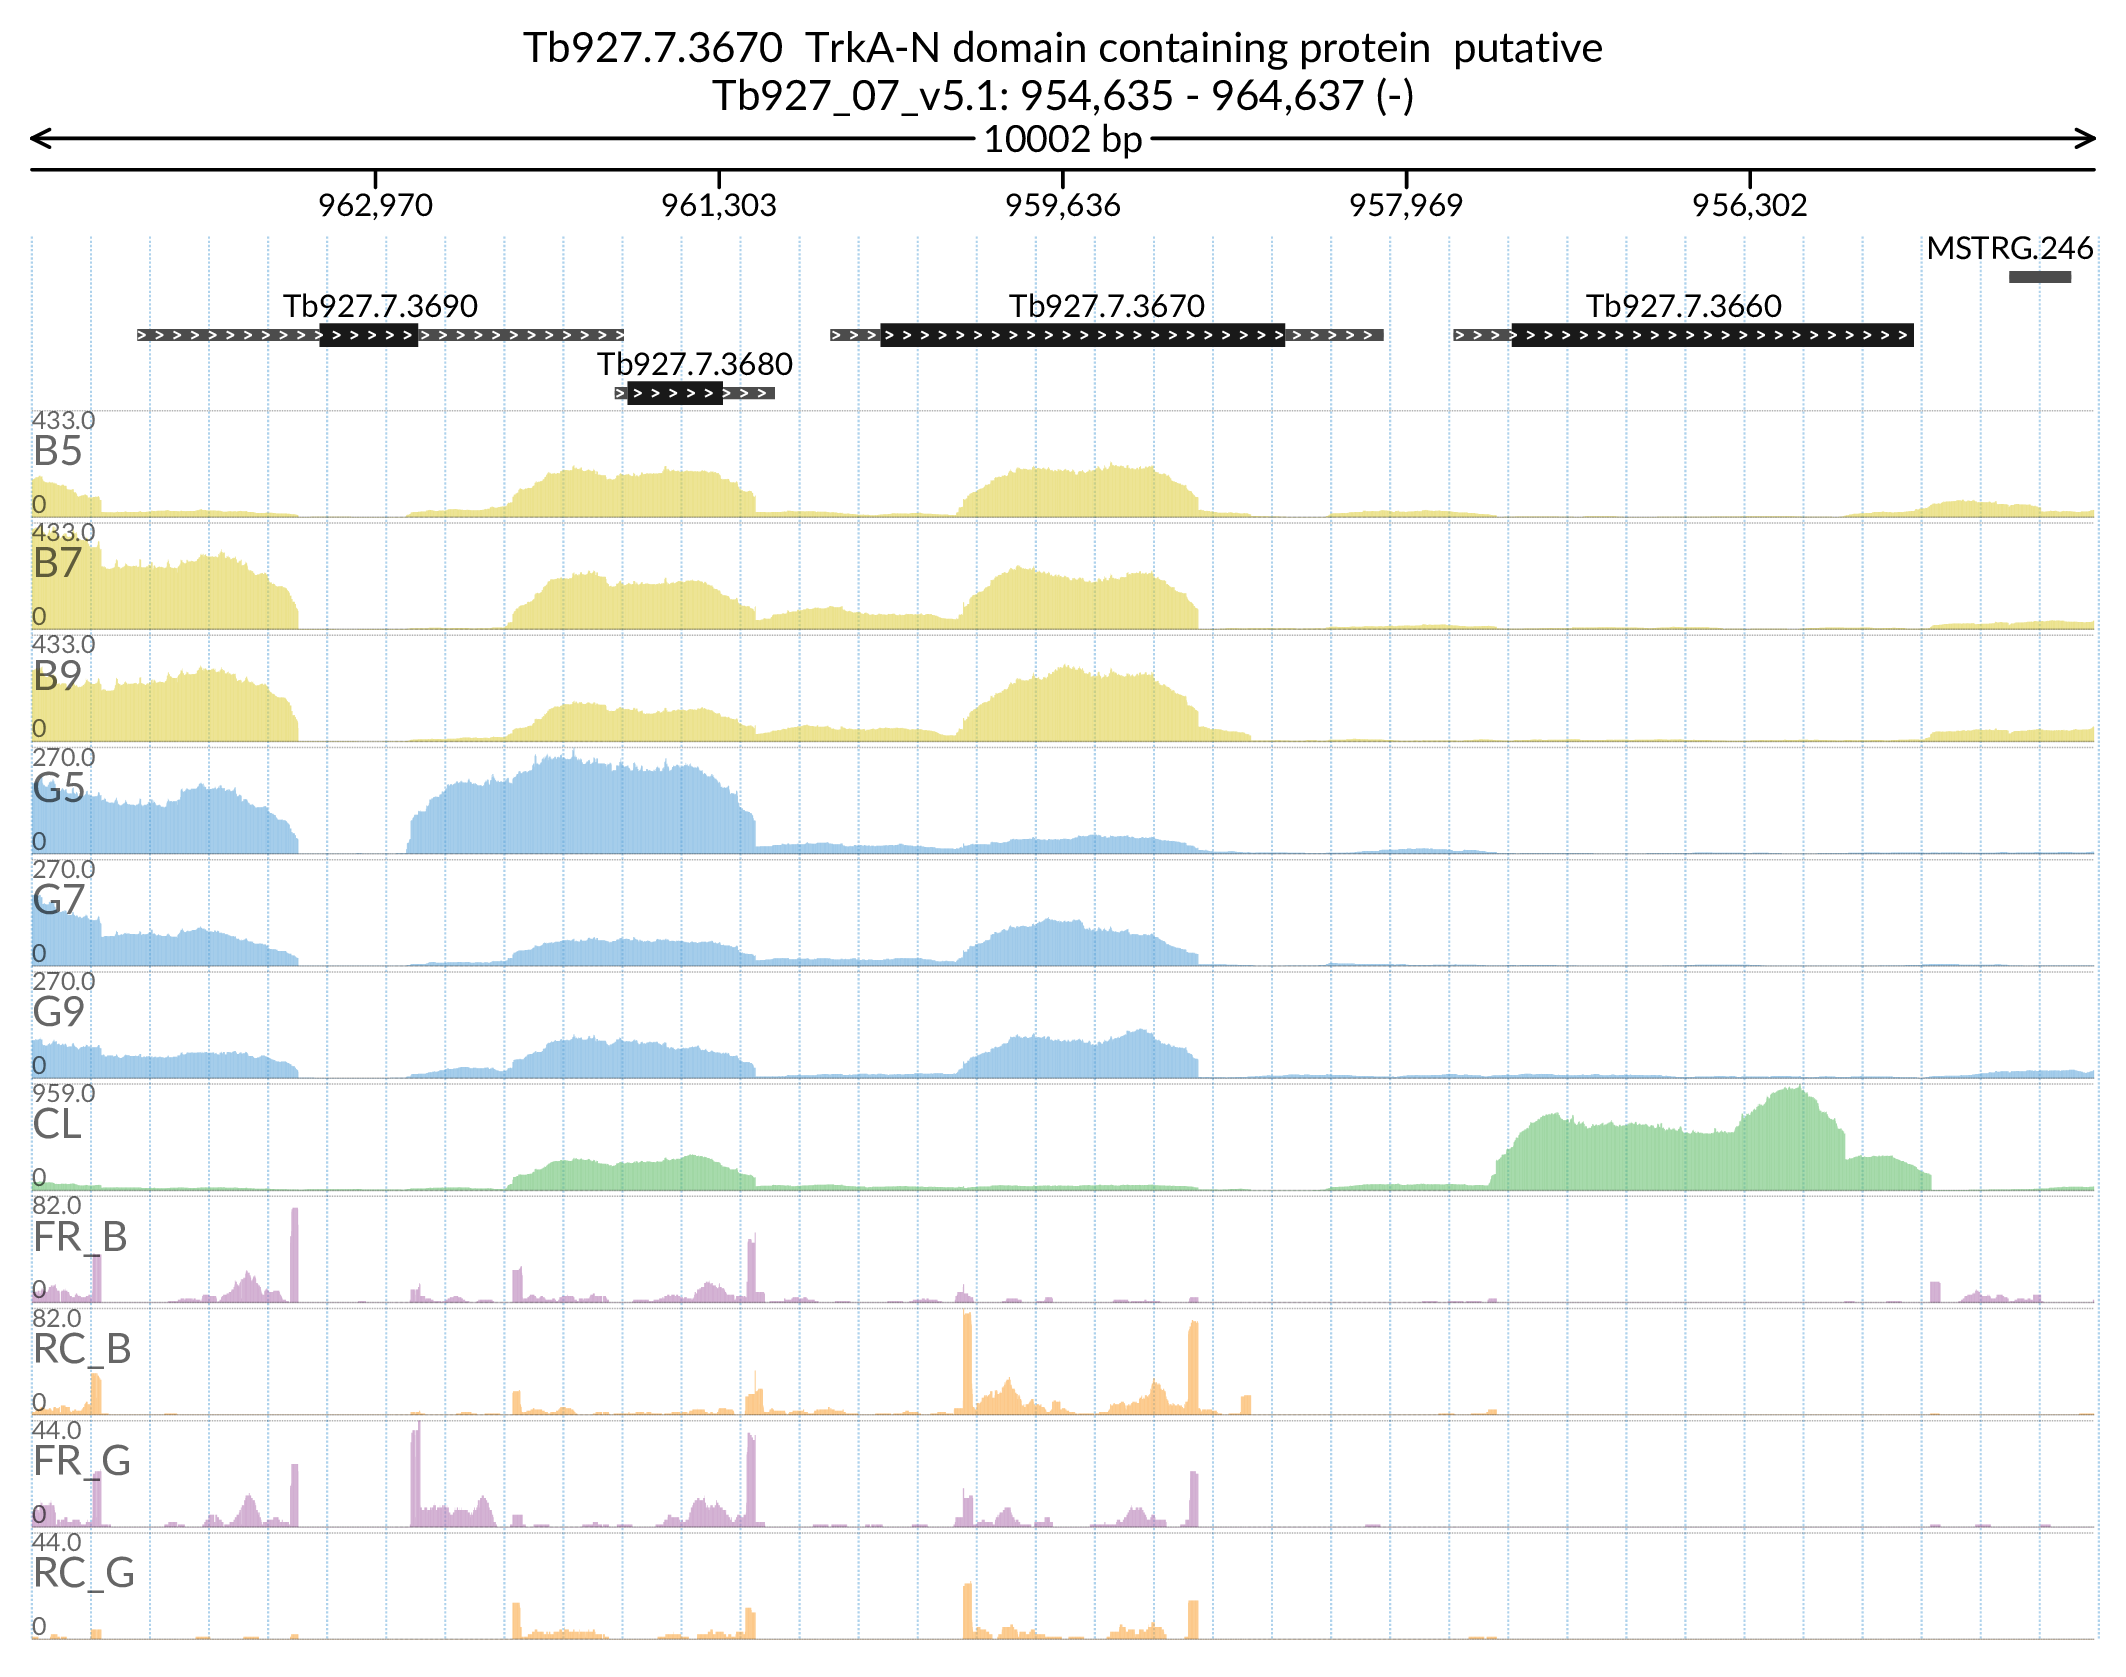 Tb927.7.3670  TrkA-N domain containing protein  putative
Tb927_07_v5.1: 954,635 - 964,637 (-)
10002 bp
962,970 961,303 959,636 957,969 956,302
MSTRG.246
Tb927.7.3690 Tb927.7.3670 Tb927.7.3660
Tb927.7.3680
433.0
B5
0
433.0
B7
0
433.0
B9
0
270.0
G5
0
270.0
G7
0
270.0
G9
0
959.0
CL
0
82.0
FR_B
0
82.0
RC_B
0
44.0
FR_G
0
44.0
RC_G
0